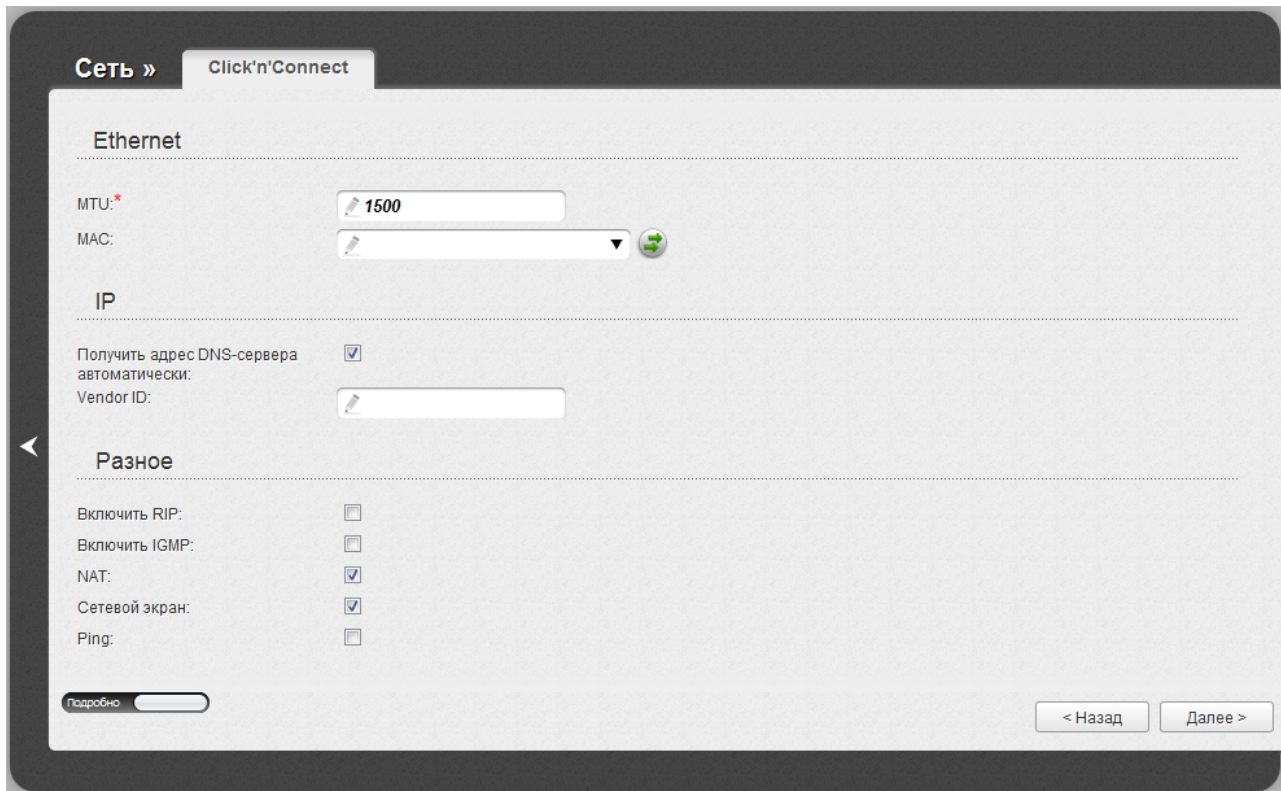 Сеть »
Click'n'Connect
Ethernet
MTU:*
1500
MAC:
IP
Получить адрес DNS-сервера
автоматически:
Vendor ID:
Разное
Включить RIP:
Включить IGMP:
NAT:
Сетевой экран:
Ping:
Подробно
< Назад
Далее >